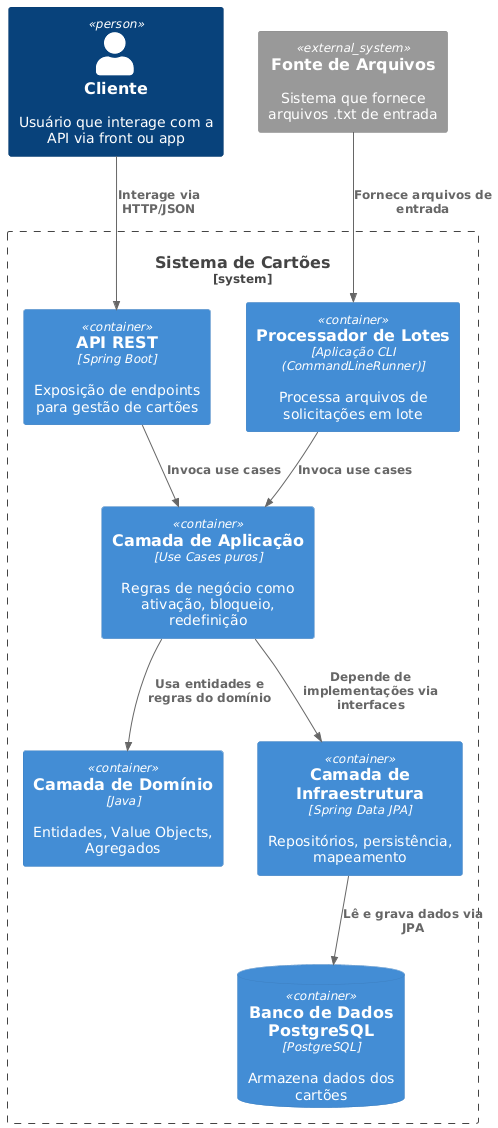 «person»
Cliente
Usuário que interage com a
API via front ou app
«external_system»
Fonte de Arquivos
Sistema que fornece
arquivos .txt de entrada
Interage via
HTTP/JSON
Fornece arquivos de
entrada
Sistema de Cartões
[system]
«container»
API REST
[Spring Boot]
Exposição de endpoints
para gestão de cartões
«container»
Processador de Lotes
[Aplicação CLI
(CommandLineRunner)]
Processa arquivos de
solicitações em lote
Invoca use cases
Invoca use cases
«container»
Camada de Aplicação
[Use Cases puros]
Regras de negócio como
ativação, bloqueio,
redefinição
Usa entidades e
regras do domínio
Depende de
implementações via
interfaces
«container»
Camada de Domínio
[Java]
Entidades, Value Objects,
Agregados
«container»
Camada de
Infraestrutura
[Spring Data JPA]
Repositórios, persistência,
mapeamento
Lê e grava dados via
JPA
«container»
Banco de Dados
PostgreSQL
[PostgreSQL]
Armazena dados dos
cartões